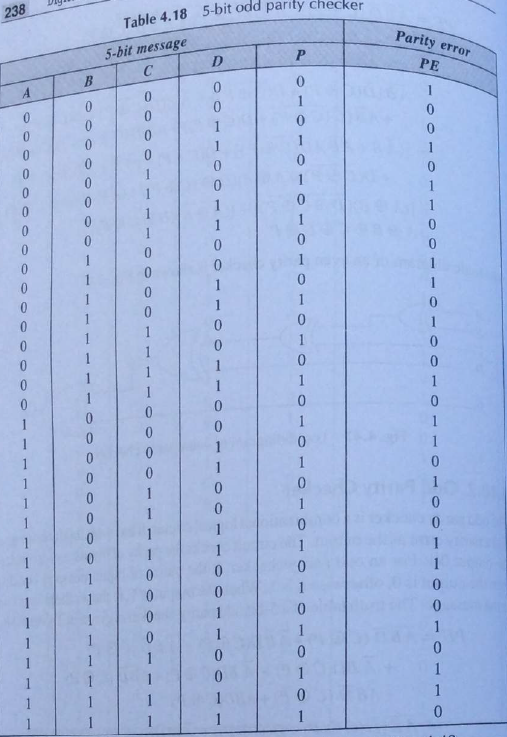 238
Table 4.18 5-bit odd parity checker
5-bit message Parity error
A B C D P PE
0 0 0 0 0 1
0 0 0 0 1 0
0 0 0 1 0 0
0 0 0 1 1 1
0 0 1 0 0 0
0 0 1 0 1 1
0 0 1 1 0 1
0 0 1 1 1 0
0 1 0 0 0 0
0 1 0 0 1 1
0 1 0 1 0 1
0 1 0 1 1 0
0 1 1 0 0 1
0 1 1 0 1 0
0 1 1 1 0 0
0 1 1 1 1 1
1 0 0 0 0 0
1 0 0 0 1 1
1 0 0 1 0 1
1 0 0 1 1 0
1 0 1 0 0 1
1 0 1 0 1 0
1 0 1 1 0 0
1 0 1 1 1 1
1 1 0 0 0 1
1 1 0 0 1 0
1 1 0 1 0 0
1 1 0 1 1 1
1 1 1 0 0 0
1 1 1 0 1 1
1 1 1 1 0 1
1 1 1 1 1 0